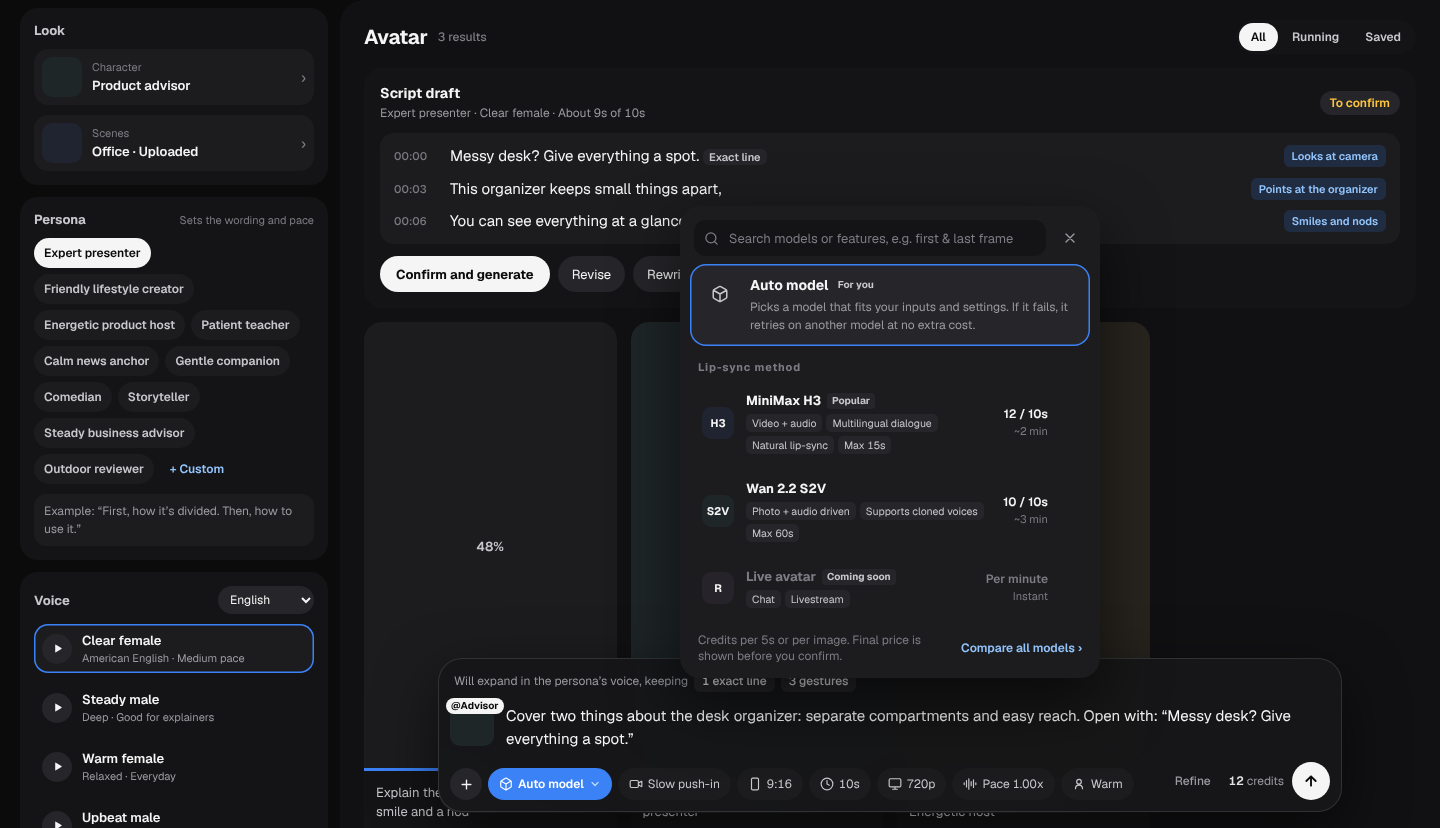 Look
Character
Product advisor
Scenes
Office · Uploaded
Persona
Sets the wording and pace
Expert presenter
Friendly lifestyle creator
Energetic product host
Patient teacher
Calm news anchor
Gentle companion
Comedian
Storyteller
Steady business advisor
Outdoor reviewer
+ Custom
Example: “First, how it’s divided. Then, how to
use it.”
Voice
English
Clear female
American English · Medium pace
Steady male
Deep · Good for explainers
Warm female
Relaxed · Everyday
Upbeat male
Avatar
3 results
All
Running
Saved
Script draft
Expert presenter · Clear female · About 9s of 10s
To confirm
00:00
Messy desk? Give everything a spot.
Exact line
Looks at camera
00:03
This organizer keeps small things apart,
Points at the organizer
00:06
You can see everything at a glance
Smiles and nods
Confirm and generate
Revise
Rewri
48%
Explain the
smile and a nod
presenter
Energetic host
Search models or features, e.g. first & last frame
Auto model
For you
Picks a model that fits your inputs and settings. If it fails, it
retries on another model at no extra cost.
Lip-sync method
H3
MiniMax H3
Popular
Video + audio
Multilingual dialogue
Natural lip-sync
Max 15s
12 / 10s
~2 min
S2V
Wan 2.2 S2V
Photo + audio driven
Supports cloned voices
Max 60s
10 / 10s
~3 min
R
Live avatar
Coming soon
Chat
Livestream
Per minute
Instant
Credits per 5s or per image. Final price is
shown before you confirm.
Compare all models ›
Will expand in the persona’s voice, keeping
1 exact line
3 gestures
@Advisor
Cover two things about the desk organizer: separate compartments and easy reach. Open with: “Messy desk? Give
everything a spot.”
Auto model
Slow push-in
9:16
10s
720p
Pace 1.00x
Warm
Refine
12 credits